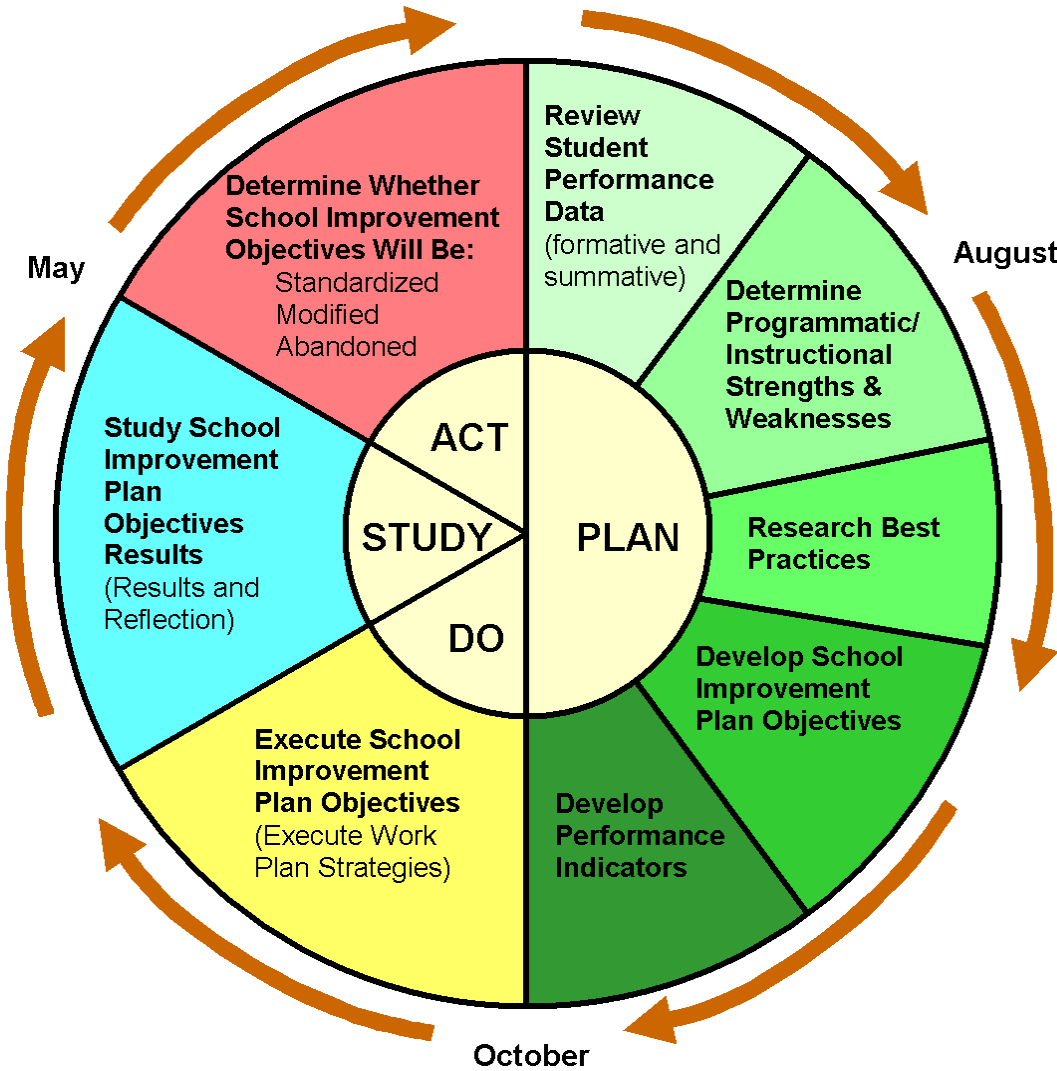 Review
Student
Performance
Data
(formative and
summative)
August
Determine
Programmatic/
Instructional
Strengths &
Weaknesses
Research Best
Practices
Develop School
Improvement
Plan Objectives
Develop
Performance
Indicators
October
Execute School
Improvement
Plan Objectives
(Execute Work
Plan Strategies)
Study School
Improvement
Plan
Objectives
Results
(Results and
Reflection)
May
Determine Whether
School Improvement
Objectives Will Be:
Standardized
Modified
Abandoned
ACT
STUDY
PLAN
DO